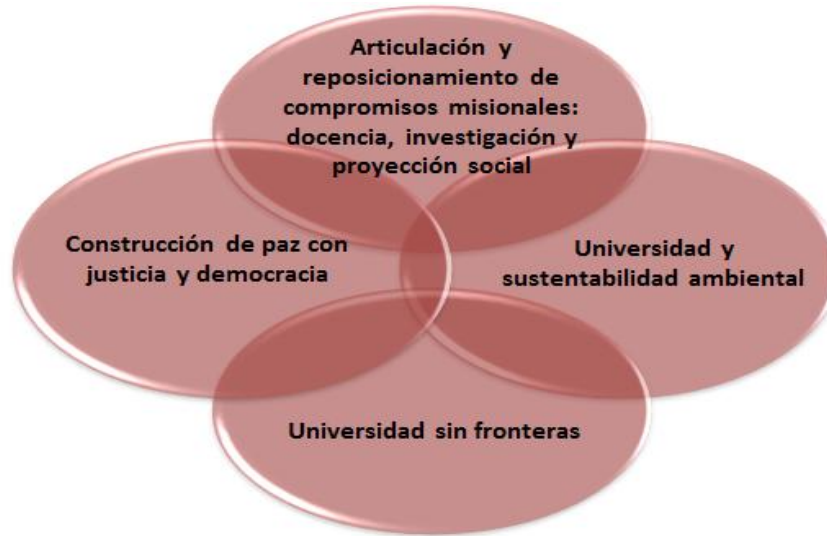 Articulación y
reposicionamiento de
compromisos misionales:
docencia, investigación y
proyección social
Construcción de paz con
justicia y democracia
Universidad y
sustentabilidad ambiental
Universidad sin fronteras